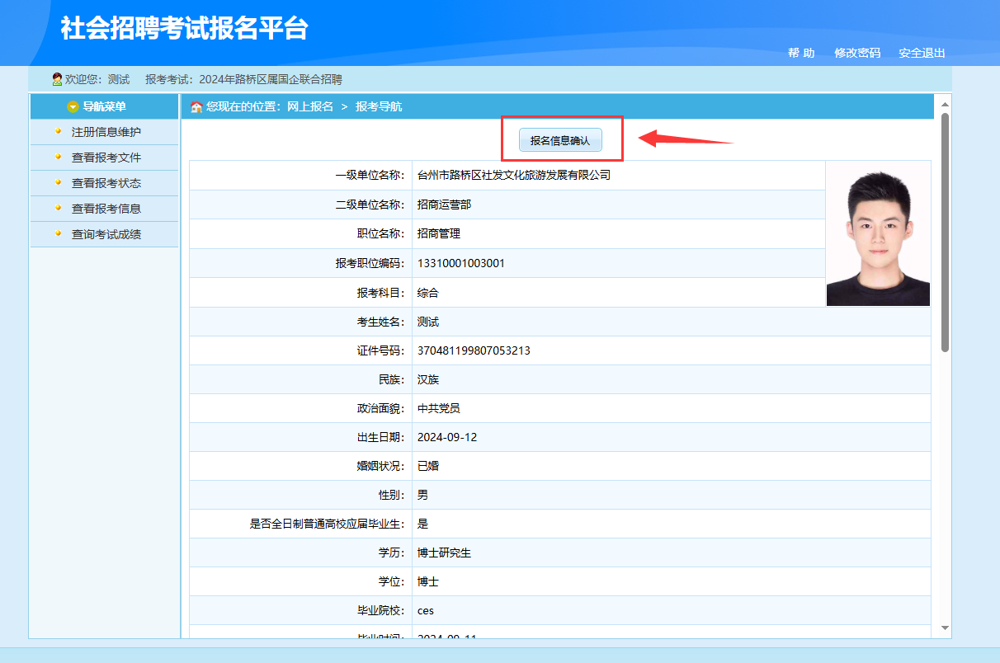 社会招聘考试报名平台
帮 助 修改密码 安全退出
欢迎您: 测试 报考考试: 2024年路桥区属国企联合招聘
导航菜单
注册信息维护
查看报考文件
查看报考状态
查看报考信息
查询考试成绩
您现在的位置: 网上报名 > 报考导航
报名信息确认
一级单位名称: 台州市路桥区社发文化旅游发展有限公司
二级单位名称: 招商运营部
职位名称: 招商管理
报考职位编码: 13310001003001
报考科目: 综合
考生姓名: 测试
证件号码: 370481199807053213
民族: 汉族
政治面貌: 中共党员
出生日期: 2024-09-12
婚姻状况: 已婚
性别: 男
是否全日制普通高校应届毕业生: 是
学历: 博士研究生
学位: 博士
毕业院校: ces
毕业时间: 2024-09-11